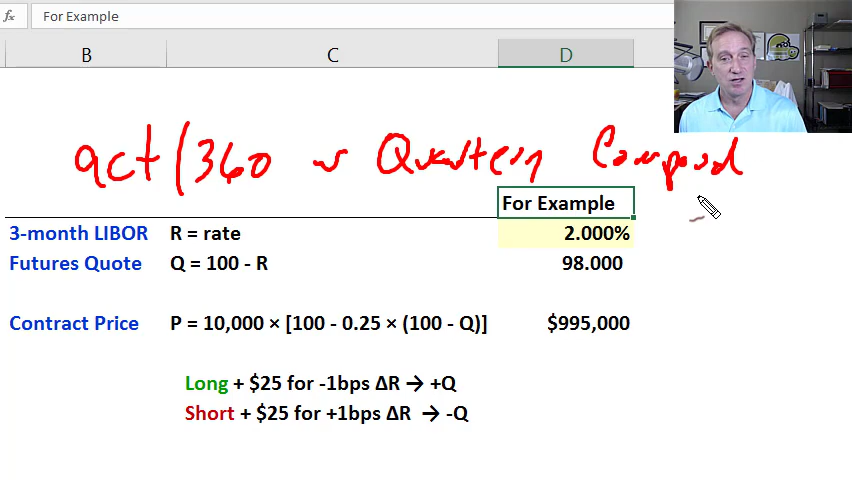 fx For Example
B C D
act/360 w Quarterly Compound
For Example
3-month LIBOR R = rate 2.000%
Futures Quote Q = 100 - R 98.000
Contract Price P = 10,000 × [100 - 0.25 × (100 - Q)] $995,000
Long + $25 for -1bps ΔR → +Q
Short + $25 for +1bps ΔR → -Q